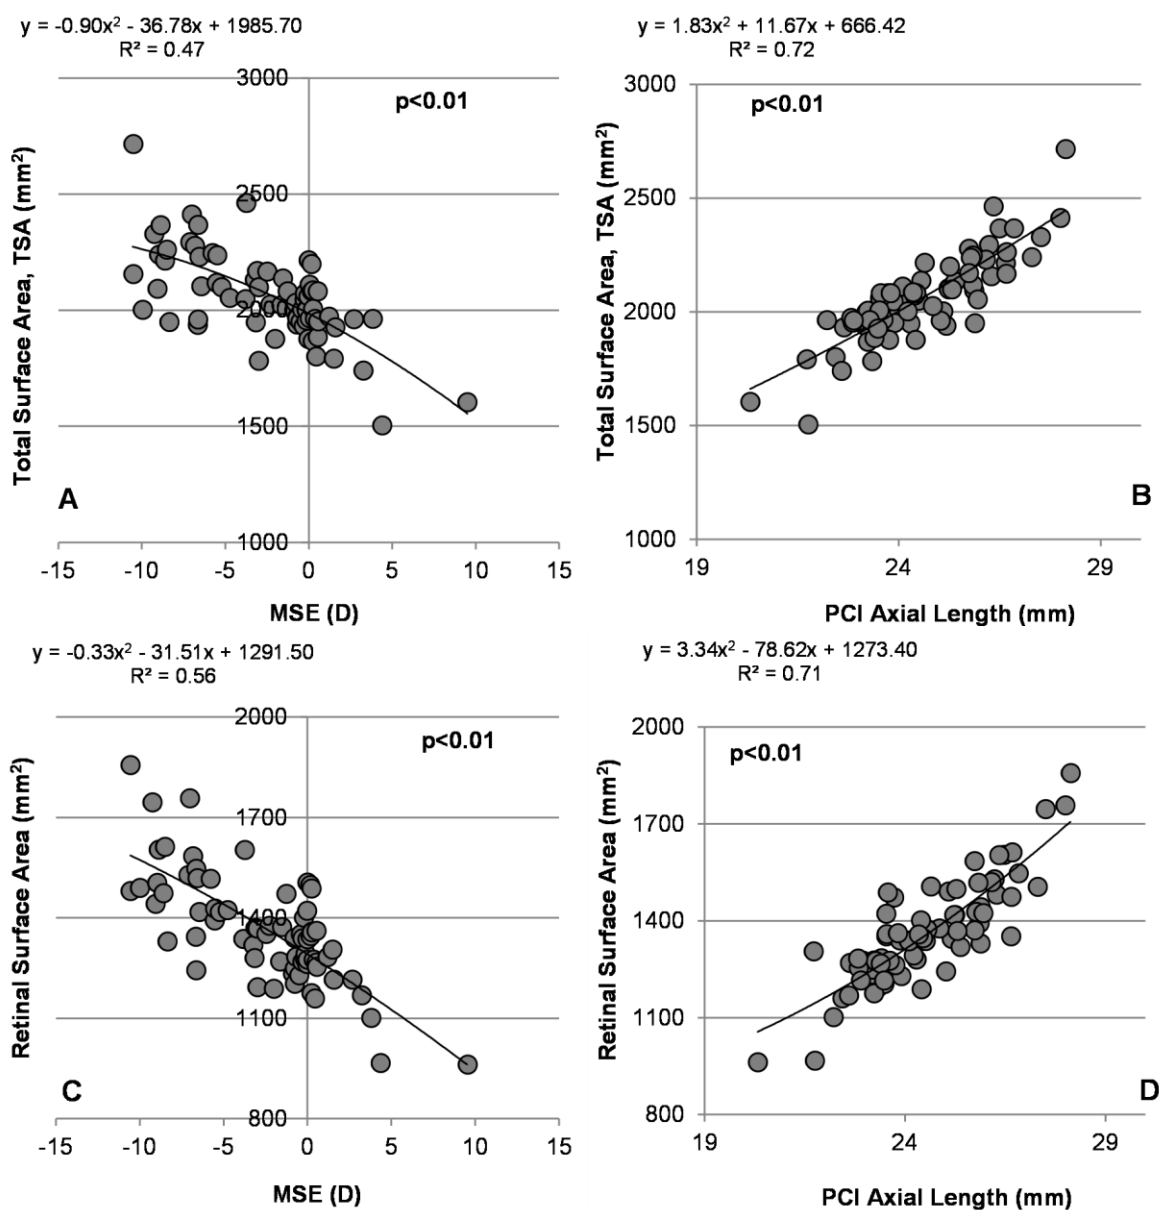 y = -0.90x² - 36.78x + 1985.70
R² = 0.47
3000
p<0.01
2500
2000
1500
1000
Total Surface Area, TSA (mm²)
A
-15
-10
-5
0
5
10
15
MSE (D)
y = 1.83x² + 11.67x + 666.42
R² = 0.72
3000
p<0.01
2500
2000
1500
1000
Total Surface Area, TSA (mm²)
B
19
24
29
PCI Axial Length (mm)
y = -0.33x² - 31.51x + 1291.50
R² = 0.56
2000
p<0.01
1700
1400
1100
800
Retinal Surface Area (mm²)
C
-15
-10
-5
0
5
10
15
MSE (D)
y = 3.34x² - 78.62x + 1273.40
R² = 0.71
2000
p<0.01
1700
1400
1100
800
Retinal Surface Area (mm²)
D
19
24
29
PCI Axial Length (mm)